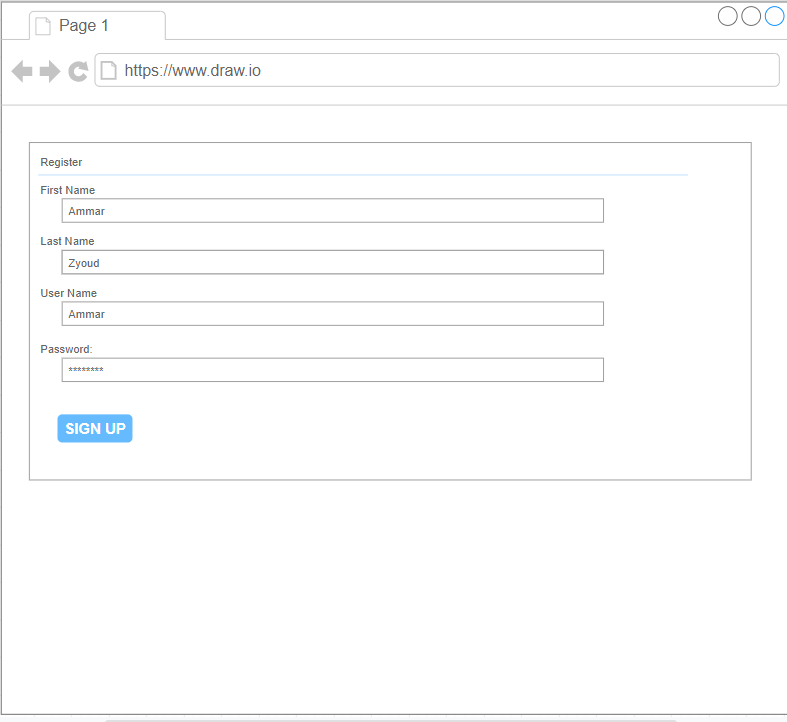 Page 1
https://www.draw.io
Register
First Name
Ammar
Last Name
Zyoud
User Name
Ammar
Password:
********
SIGN UP